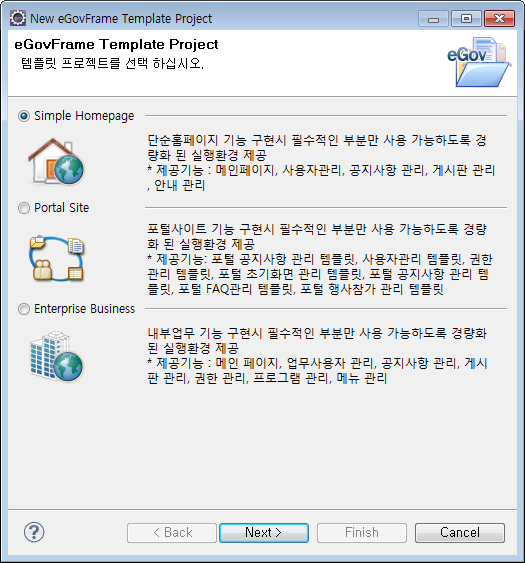 New eGovFrame Template Project
eGovFrame Template Project
템플릿 프로젝트를 선택 하십시오.
eGov
Simple Homepage
단순홈페이지 기능 구현시 필수적인 부분만 사용 가능하도록 경
량화 된 실행환경 제공
* 제공기능 : 메인페이지, 사용자관리, 공지사항 관리, 게시판 관리
, 안내 관리
Portal Site
포털사이트 기능 구현시 필수적인 부분만 사용 가능하도록 경량
화 된 실행환경 제공
* 제공기능: 포털 공지사항 관리 템플릿, 사용자관리 템플릿, 권한
관리 템플릿, 포털 초기화면 관리 템플릿, 포털 공지사항 관리 템
플릿, 포털 FAQ관리 템플릿, 포털 행사참가 관리 템플릿
Enterprise Business
내부업무 기능 구현시 필수적인 부분만 사용 가능하도록 경량화
된 실행환경 제공
* 제공기능 : 메인 페이지, 업무사용자 관리, 공지사항 관리, 게시
판 관리, 권한 관리, 프로그램 관리, 메뉴 관리
?
< Back
Next >
Finish
Cancel